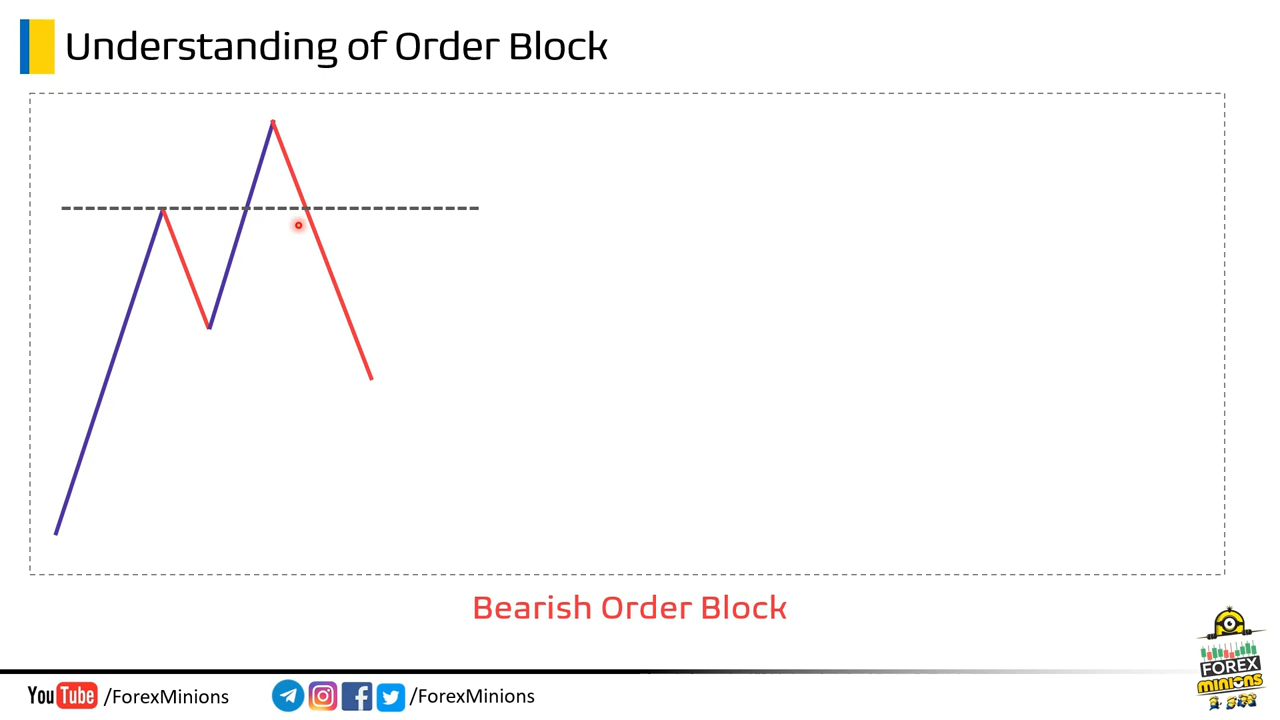 Understanding of Order Block
Bearish Order Block
YouTube /ForexMinions
/ForexMinions
FOREX
minions